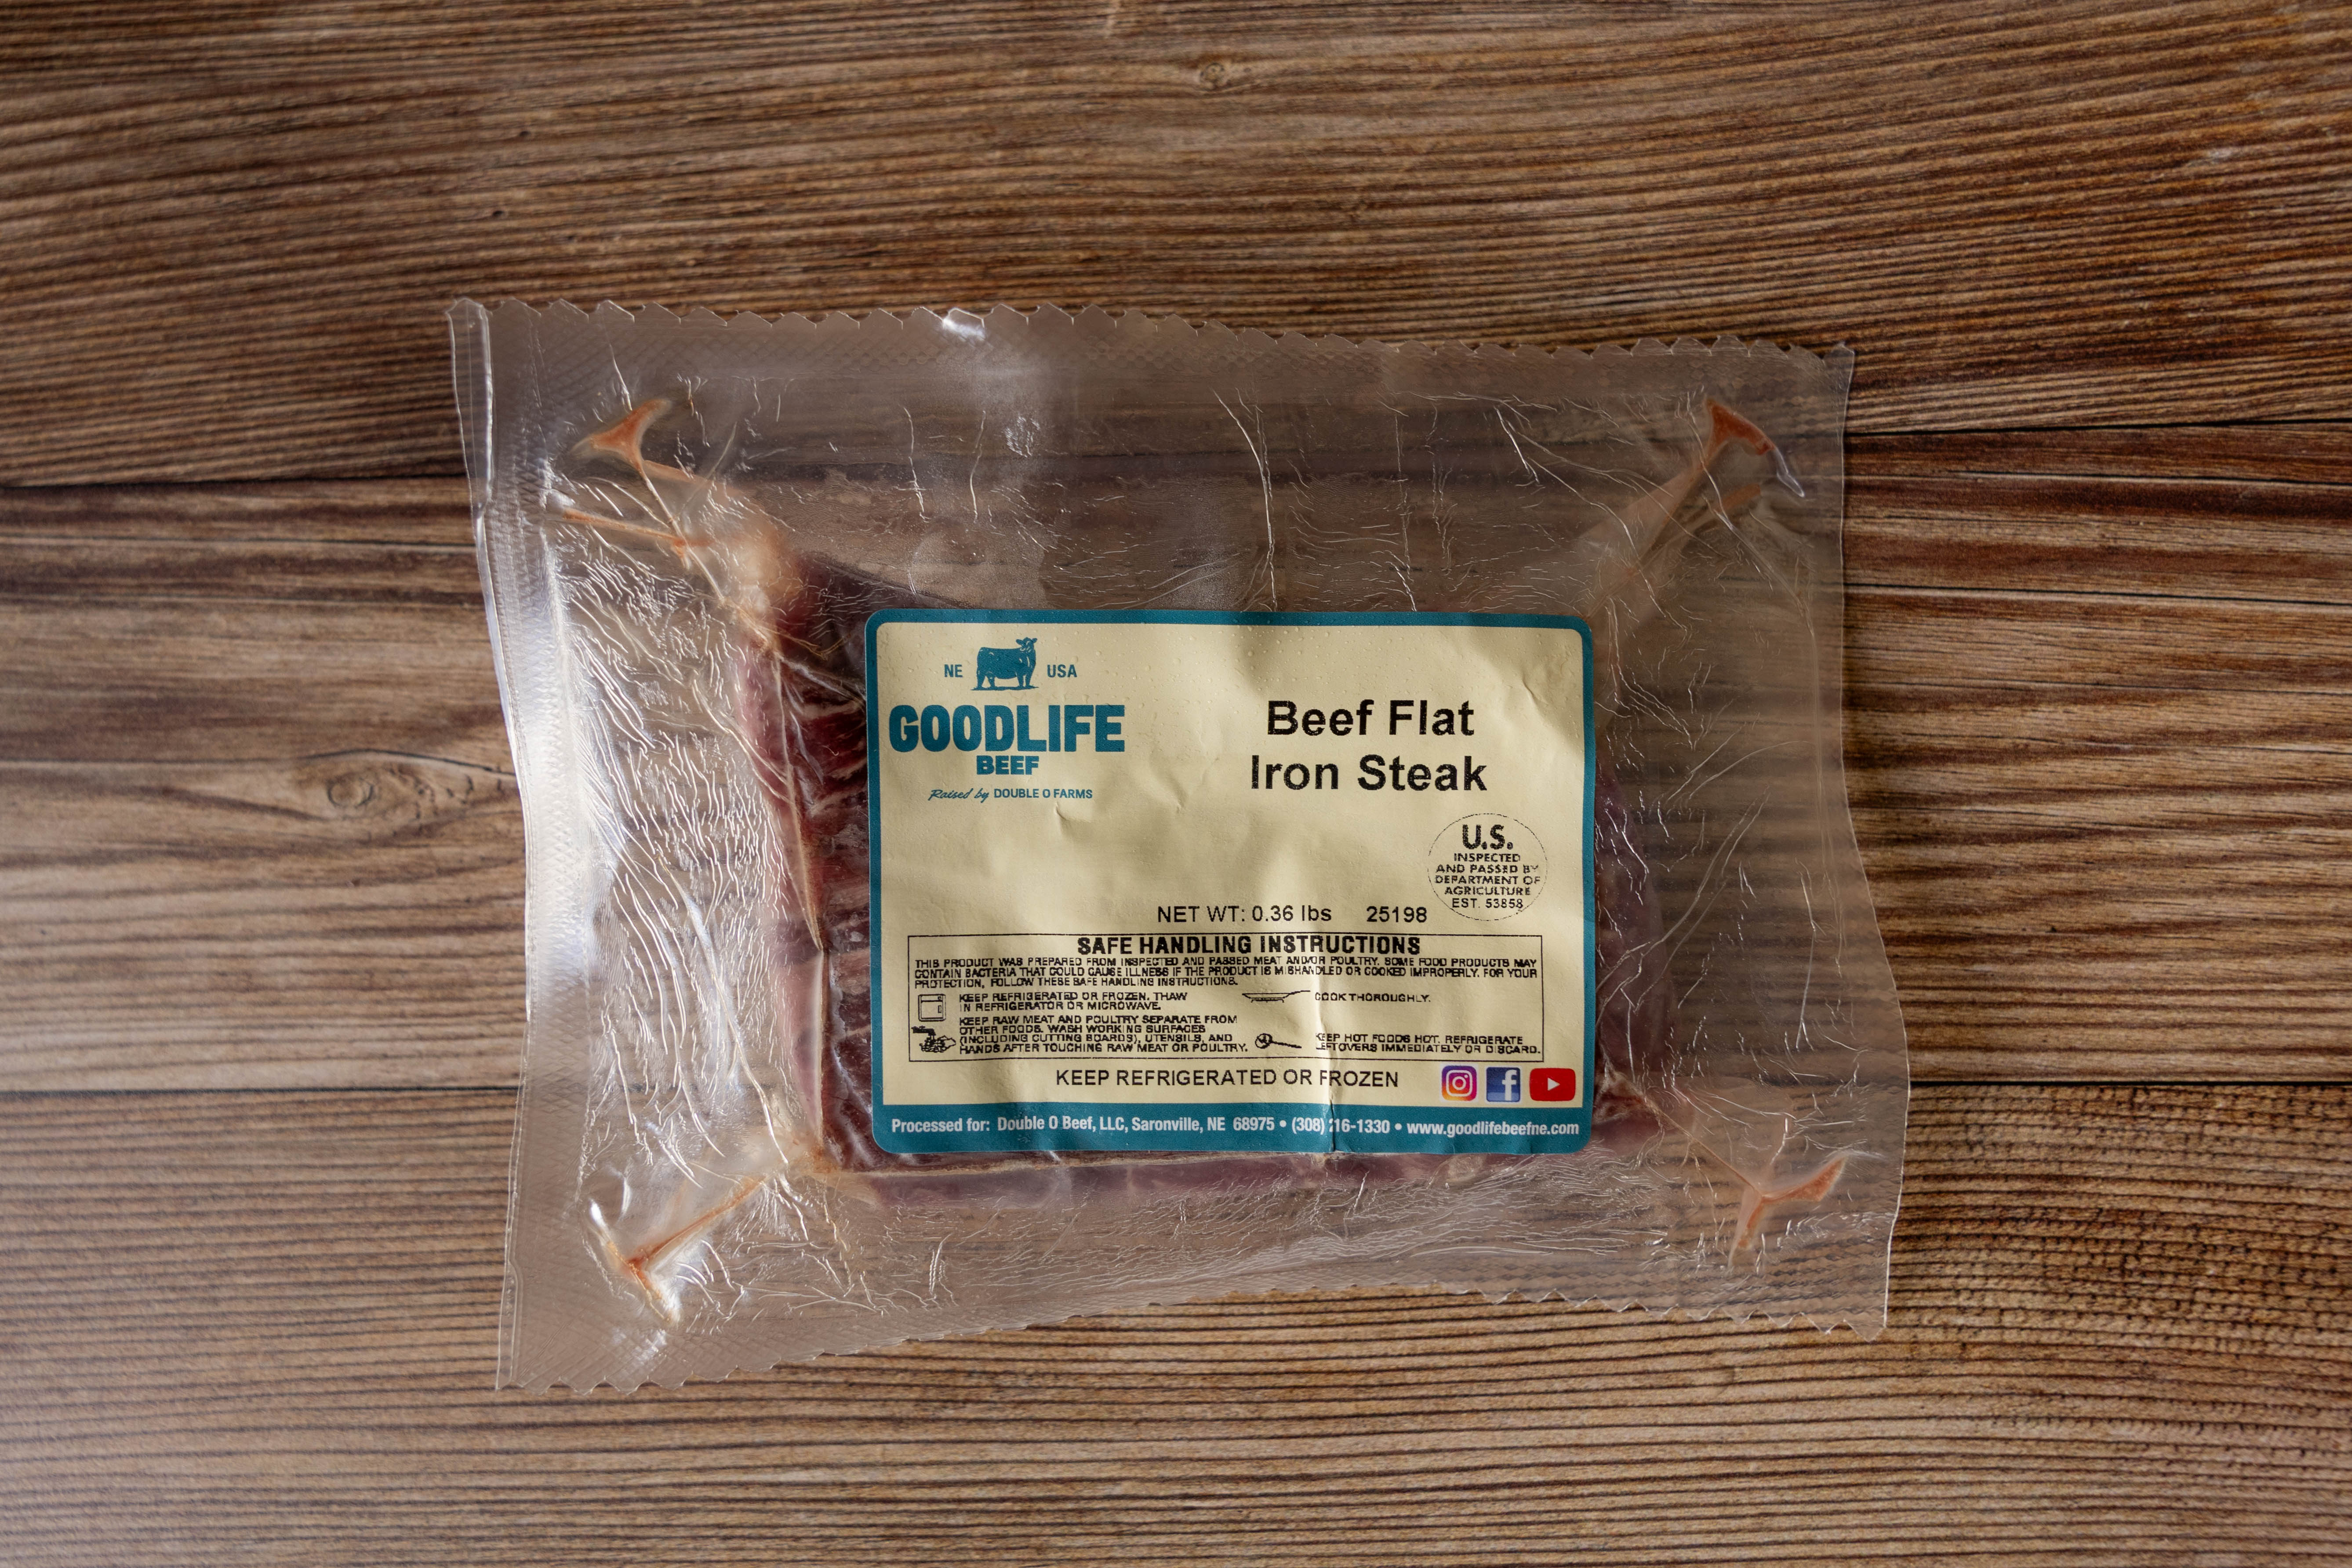 NE USA
GOODLIFE
BEEF
Raised by DOUBLE O FARMS
Beef Flat
Iron Steak
U.S.
INSPECTED
AND PASSED BY
DEPARTMENT OF
AGRICULTURE
EST. 53858
NET WT: 0.36 lbs 25198
SAFE HANDLING INSTRUCTIONS
THIS PRODUCT WAS PREPARED FROM INSPECTED AND PASSED MEAT AND/OR POULTRY. SOME FOOD PRODUCTS MAY
CONTAIN BACTERIA THAT COULD CAUSE ILLNESS IF THE PRODUCT IS MISHANDLED OR COOKED IMPROPERLY. FOR YOUR
PROTECTION, FOLLOW THESE SAFE HANDLING INSTRUCTIONS.
KEEP REFRIGERATED OR FROZEN. THAW
IN REFRIGERATOR OR MICROWAVE.
COOK THOROUGHLY.
KEEP RAW MEAT AND POULTRY SEPARATE FROM
OTHER FOODS. WASH WORKING SURFACES
(INCLUDING CUTTING BOARDS), UTENSILS, AND
HANDS AFTER TOUCHING RAW MEAT OR POULTRY.
KEEP HOT FOODS HOT. REFRIGERATE
LEFTOVERS IMMEDIATELY OR DISCARD.
KEEP REFRIGERATED OR FROZEN
Processed for: Double O Beef, LLC, Saronville, NE 68975 • (308) 216-1330 • www.goodlifebeefne.com